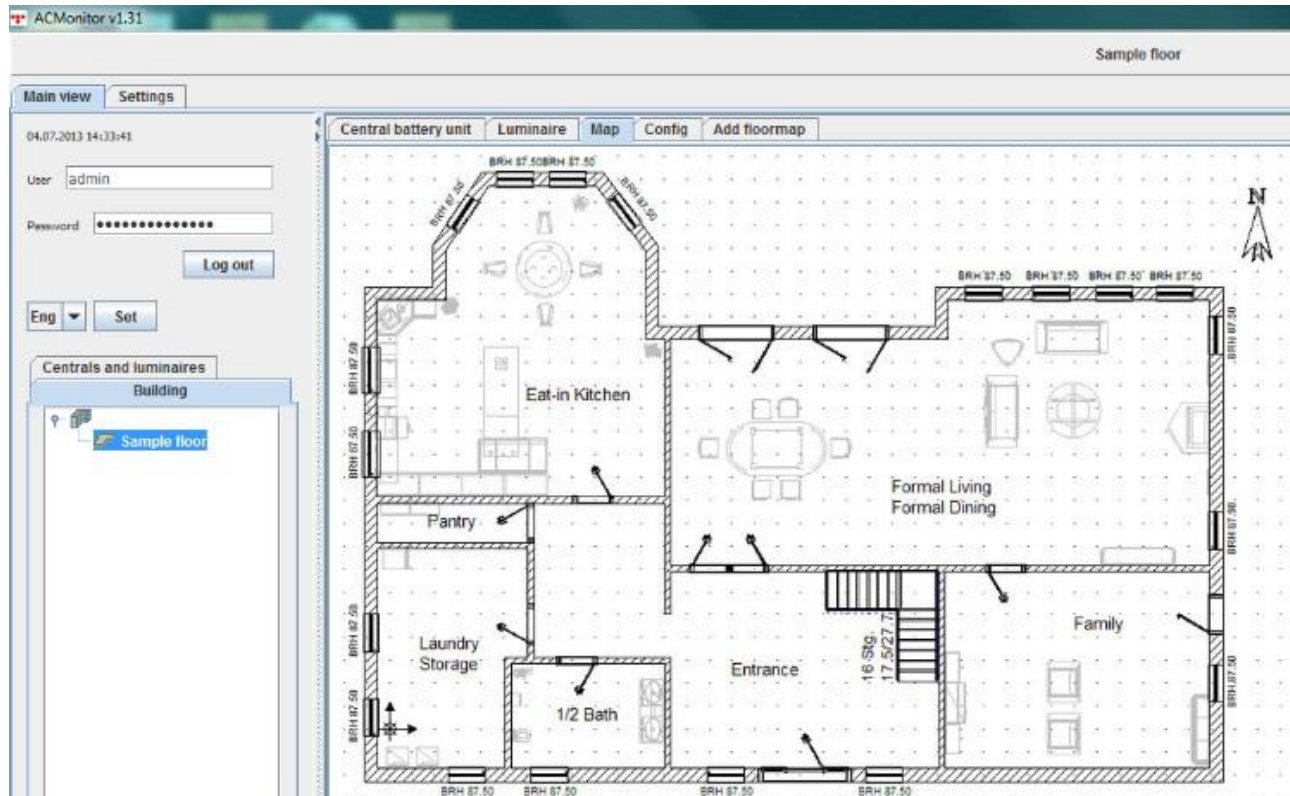 ACMonitor v1.31
Sample floor
Main view Settings
04.07.2013 14:33:41
User admin
Password ●●●●●●●●●●●●●●
Log out
Eng Set
Centrals and luminaires
Building
Sample floor
Central battery unit Luminaire Map Config Add floormap
BRH 87.50 BRH 87.50
BRH 87.50 BRH 87.50
N
BRH 87.50 BRH 87.50 BRH 87.50 BRH 87.50
BRH 87.50
BRH 87.50
BRH 87.50
Eat-in Kitchen
Formal Living
Formal Dining
BRH 87.50
Pantry
Laundry
Storage
BRH 87.50
BRH 87.50
1/2 Bath
Entrance
16 Stg.
17.5/27.7
Family
BRH 87.50
BRH 87.50 BRH 87.50 BRH 87.50 BRH 87.50